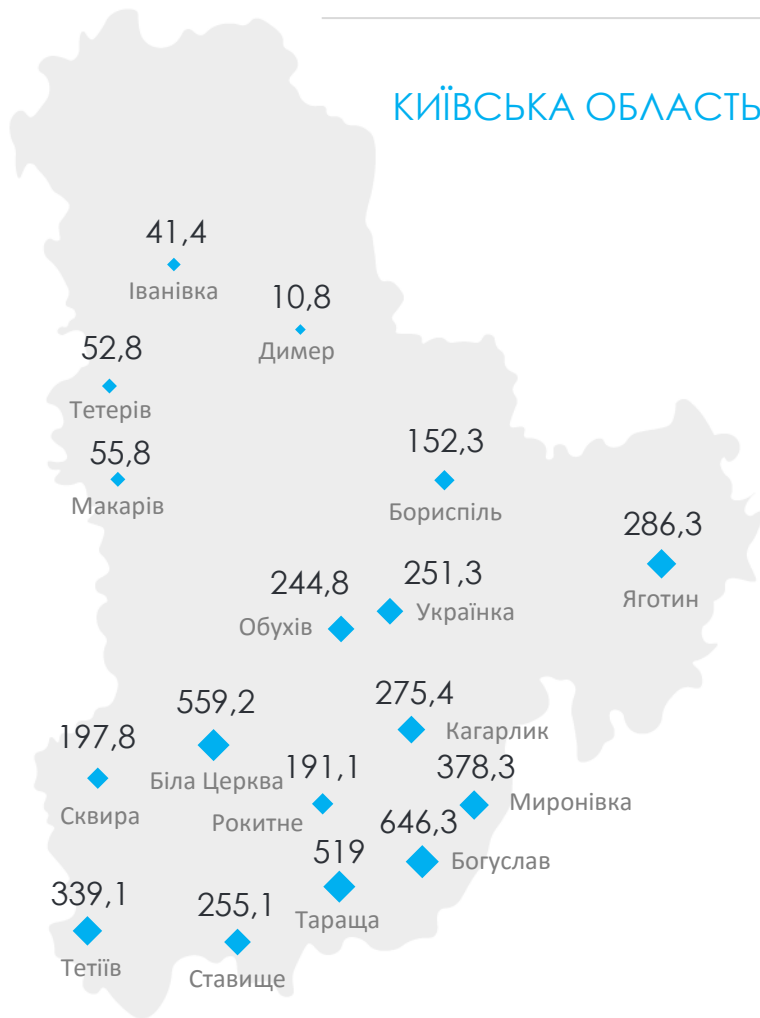 КИЇВСЬКА ОБЛАСТЬ
41,4
Іванівка
10,8
Димер
52,8
Тетерів
55,8
Макарів
152,3
Бориспіль
286,3
Яготин
244,8
Обухів
251,3
Українка
559,2
Біла Церква
275,4
Кагарлик
197,8
Сквира
191,1
Рокитне
378,3
Миронівка
646,3
Богуслав
519
Тараща
339,1
Тетіїв
255,1
Ставище